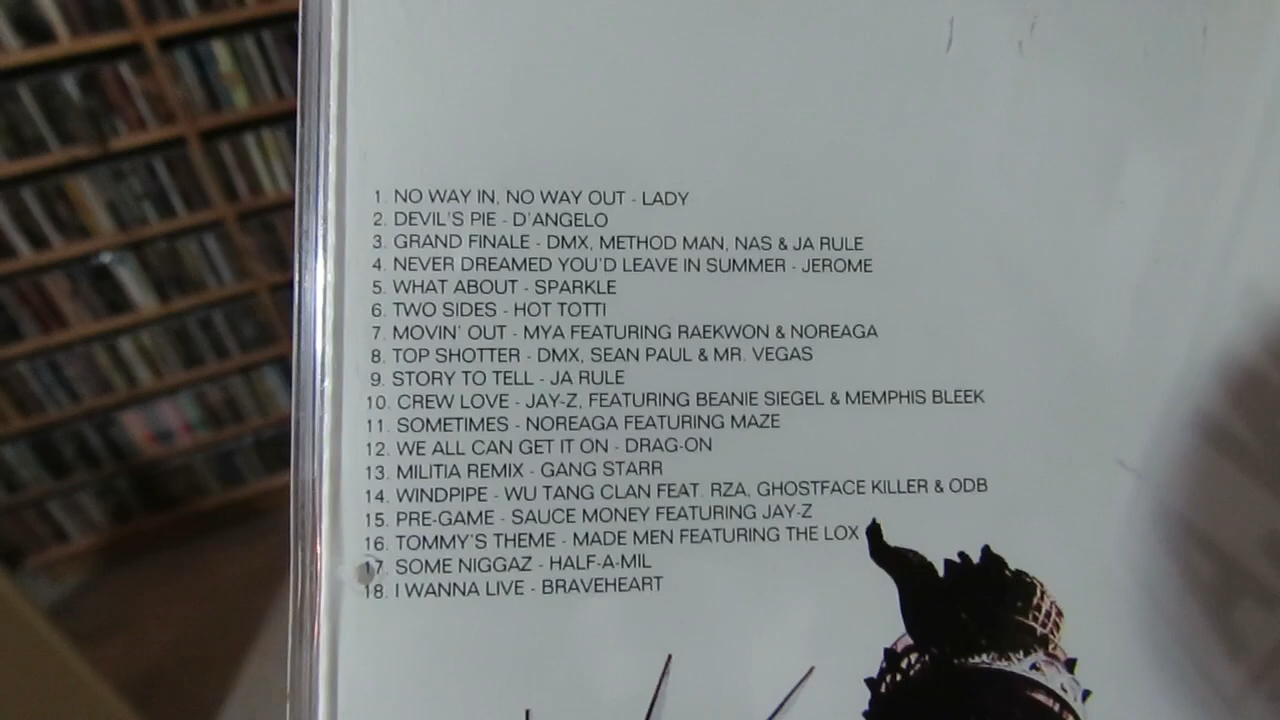 1. NO WAY IN, NO WAY OUT - LADY
2. DEVIL'S PIE - D'ANGELO
3. GRAND FINALE - DMX, METHOD MAN, NAS & JA RULE
4. NEVER DREAMED YOU'D LEAVE IN SUMMER - JEROME
5. WHAT ABOUT - SPARKLE
6. TWO SIDES - HOT TOTTI
7. MOVIN' OUT - MYA FEATURING RAEKWON & NOREAGA
8. TOP SHOTTER - DMX, SEAN PAUL & MR. VEGAS
9. STORY TO TELL - JA RULE
10. CREW LOVE - JAY-Z, FEATURING BEANIE SIEGEL & MEMPHIS BLEEK
11. SOMETIMES - NOREAGA FEATURING MAZE
12. WE ALL CAN GET IT ON - DRAG-ON
13. MILITIA REMIX - GANG STARR
14. WINDPIPE - WU TANG CLAN FEAT. RZA, GHOSTFACE KILLER & ODB
15. PRE-GAME - SAUCE MONEY FEATURING JAY-Z
16. TOMMY'S THEME - MADE MEN FEATURING THE LOX
17. SOME NIGGAZ - HALF-A-MIL
18. I WANNA LIVE - BRAVEHEART